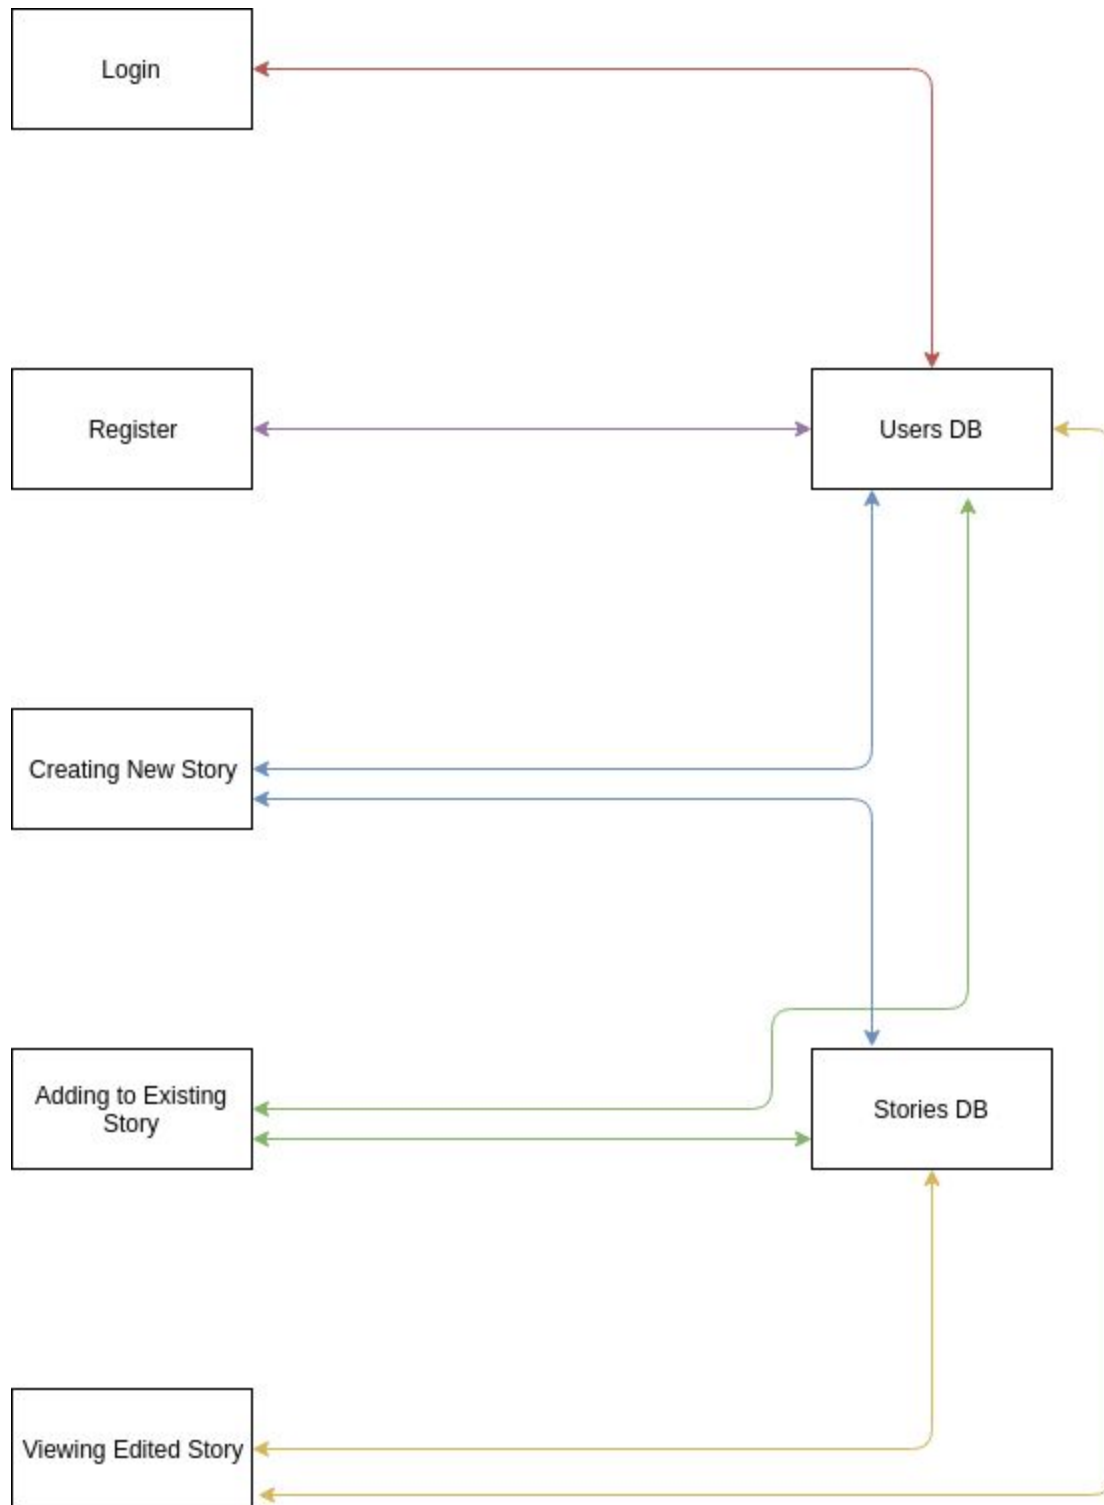 Login
Register
Users DB
Creating New Story
Adding to Existing
Story
Stories DB
Viewing Edited Story